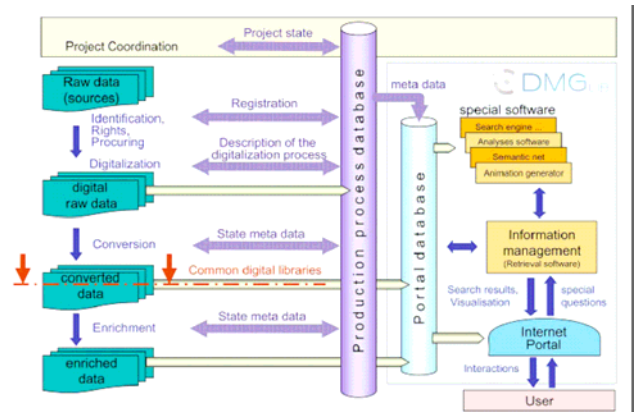 Project Coordination
Project state
Raw data
(sources)
Registration
Identification,
Rights,
Procuring
Description of the
digitalization process
Digitalization
digital
raw data
State meta data
Conversion
Common digital libraries
converted
data
State meta data
Enrichment
enriched
data
Production process database
meta data
Portal database
DMG
special software
Search engine ...
Analyses software
Semantic net
Animation generator
Information
management
(Retrieval software)
Search results,
Visualisation
special
questions
Internet
Portal
Interactions
User